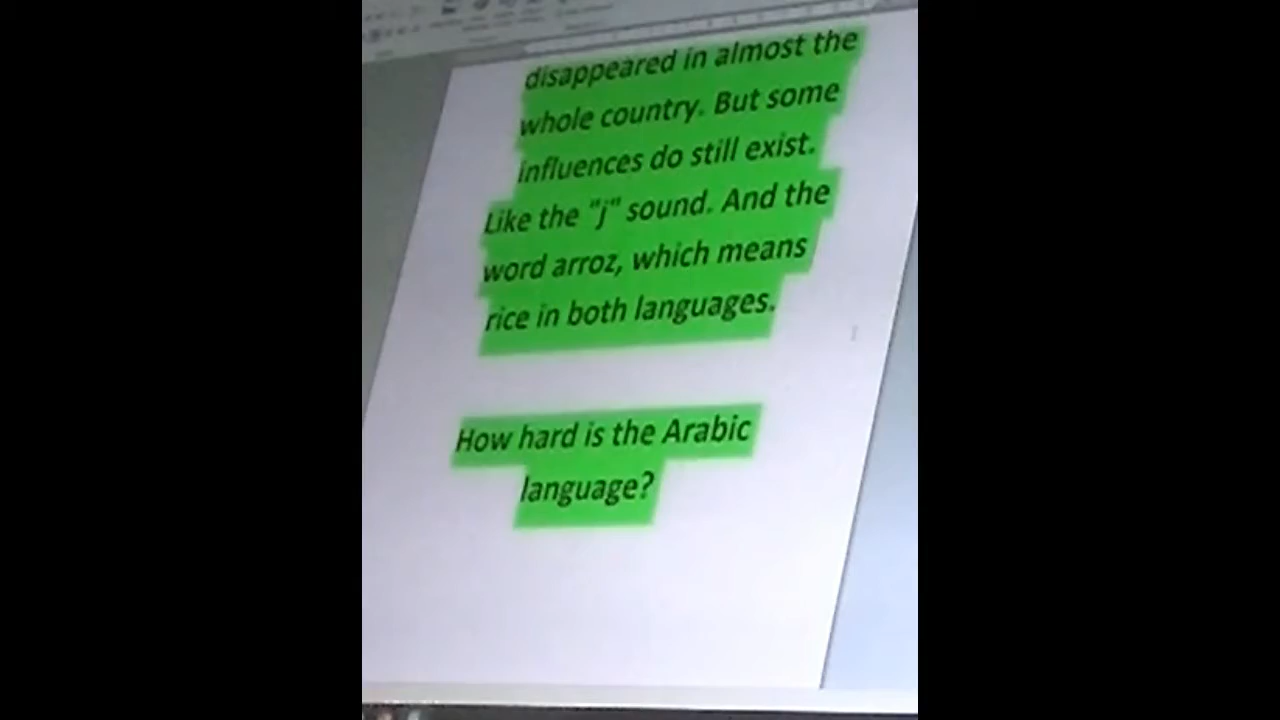 disappeared in almost the
whole country. But some
influences do still exist.
Like the "j" sound. And the
word arroz, which means
rice in both languages.
How hard is the Arabic
language?